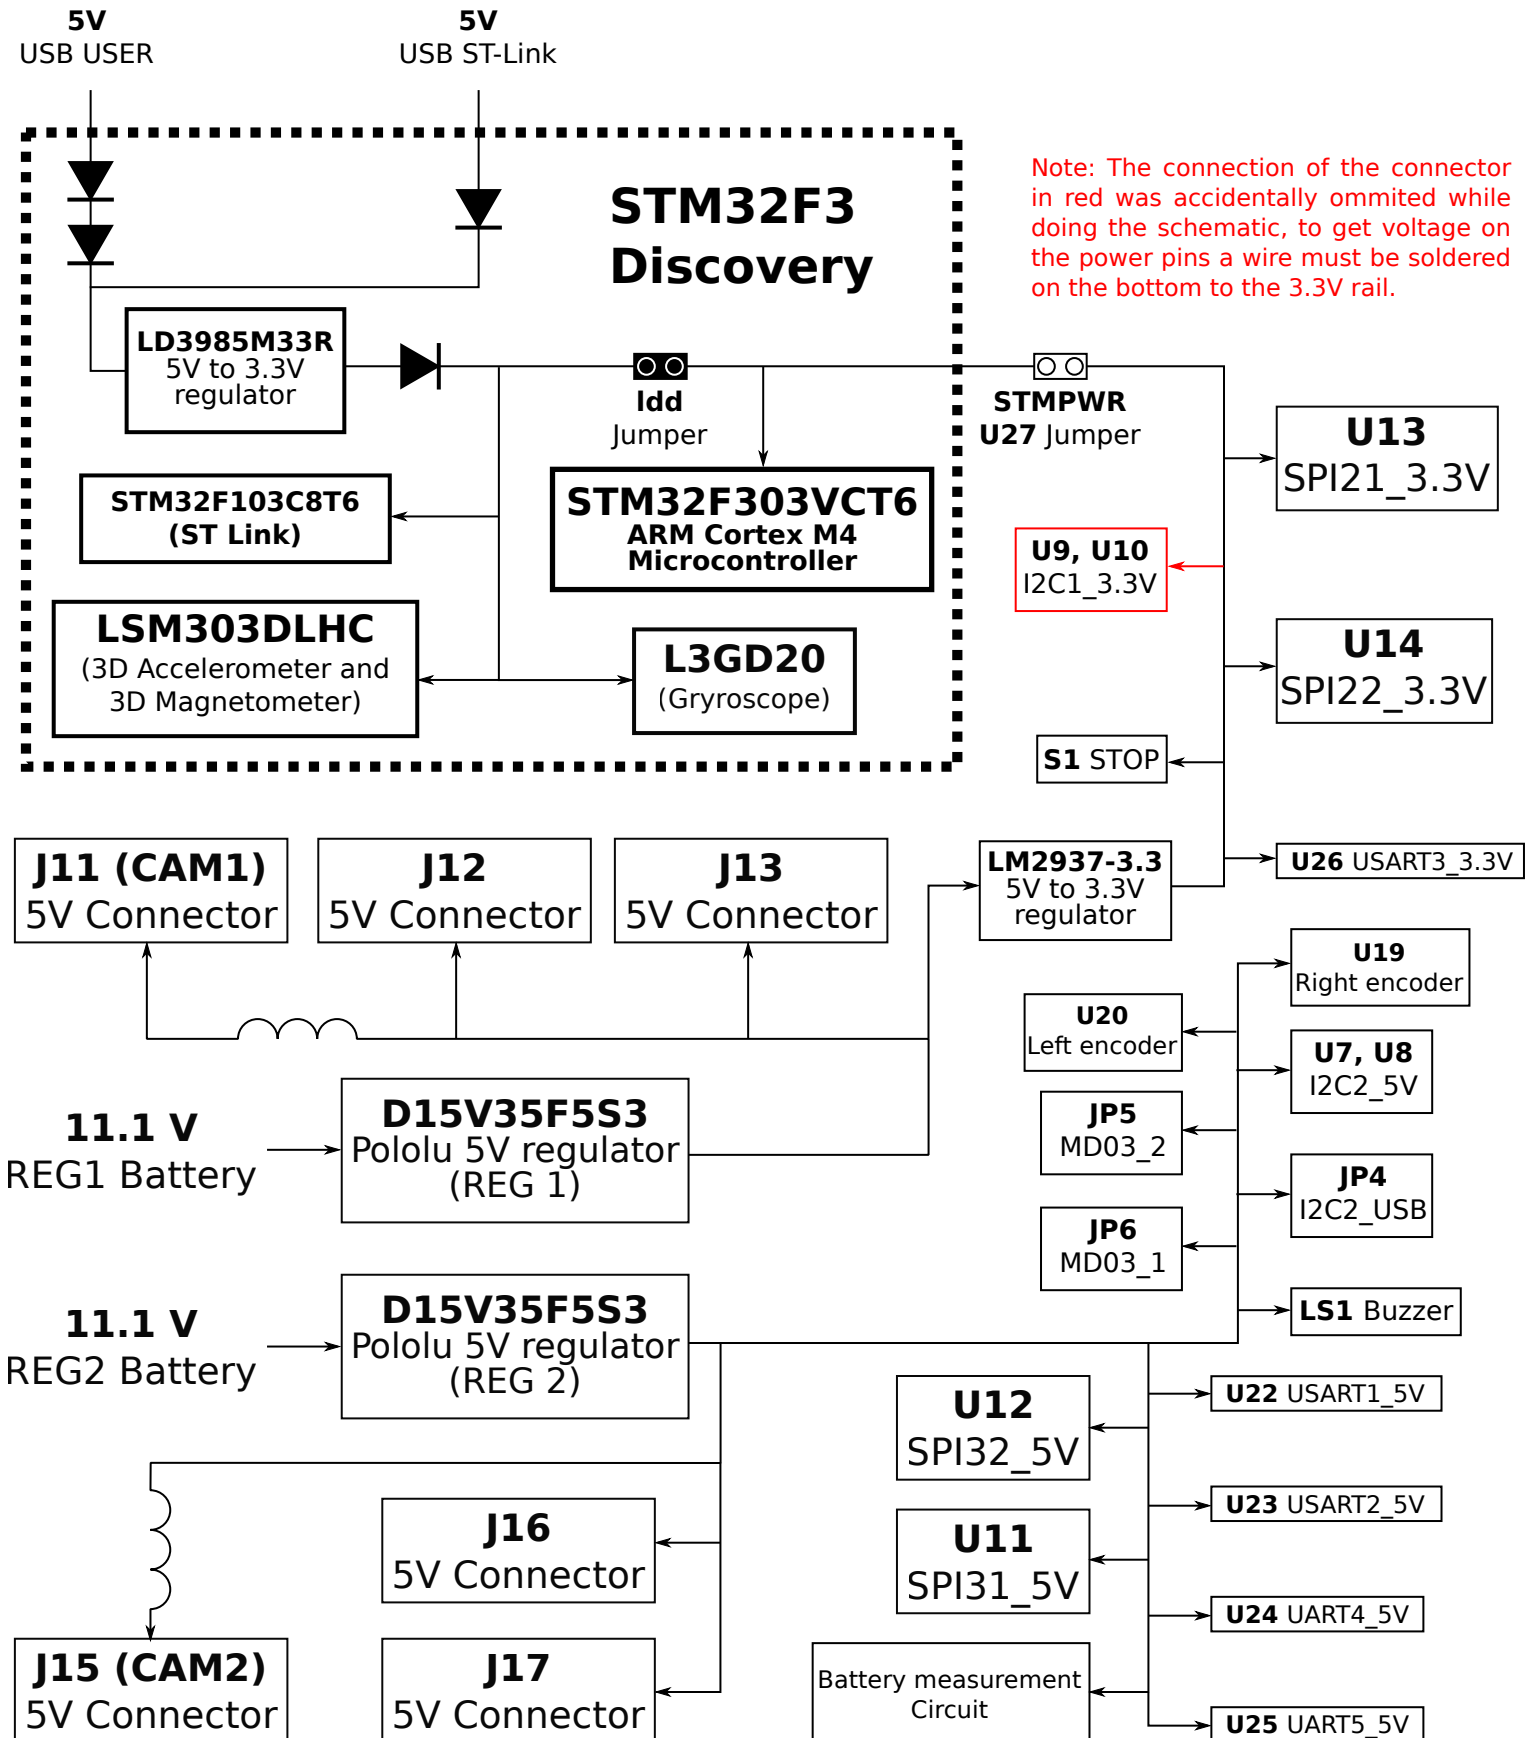 5V
USB USER
5V
USB ST-Link
STM32F3
Discovery
Note: The connection of the connector
in red was accidentally ommited while
doing the schematic, to get voltage on
the power pins a wire must be soldered
on the bottom to the 3.3V rail.
LD3985M33R
5V to 3.3V
regulator
Idd
Jumper
STMPWR
U27 Jumper
U13
SPI21_3.3V
STM32F103C8T6
(ST Link)
STM32F303VCT6
ARM Cortex M4
Microcontroller
U9, U10
I2C1_3.3V
LSM303DLHC
(3D Accelerometer and
3D Magnetometer)
L3GD20
(Gryroscope)
U14
SPI22_3.3V
S1 STOP
J11 (CAM1)
5V Connector
J12
5V Connector
J13
5V Connector
LM2937-3.3
5V to 3.3V
regulator
U26 USART3_3.3V
U19
Right encoder
U20
Left encoder
U7, U8
I2C2_5V
11.1 V
REG1 Battery
D15V35F5S3
Pololu 5V regulator
(REG 1)
JP5
MD03_2
JP4
I2C2_USB
JP6
MD03_1
11.1 V
REG2 Battery
D15V35F5S3
Pololu 5V regulator
(REG 2)
LS1 Buzzer
U12
SPI32_5V
U22 USART1_5V
J16
5V Connector
U11
SPI31_5V
U23 USART2_5V
U24 UART4_5V
J15 (CAM2)
5V Connector
J17
5V Connector
Battery measurement
Circuit
U25 UART5_5V